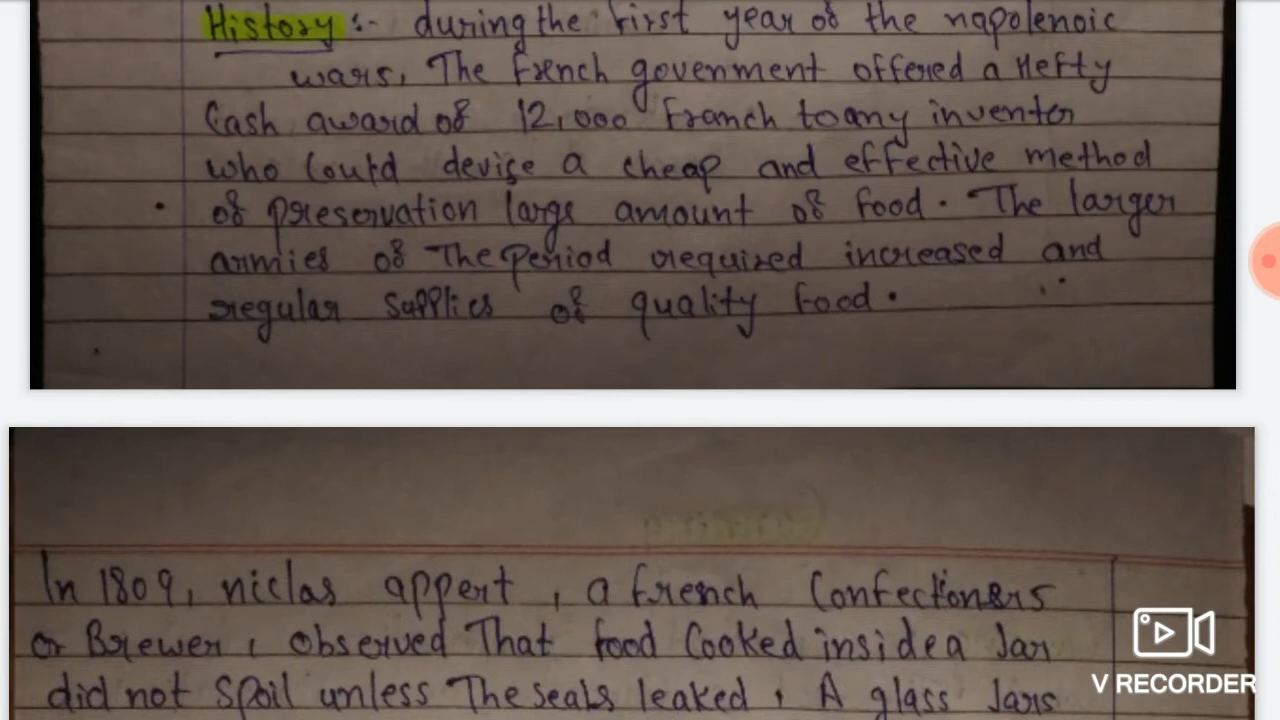 History :- during the first year of the napolenoic
wars, The french govenment offered a Hefty
Cash award of 12,000 Franch to any inventor
who could devise a cheap and effective method
of preservation large amount of food. The larger
armies of The period required increased and
regular supplies of quality food.
In 1809, niclas appert, a french Confectioners
or Brewer, observed That food Cooked inside a Jar
did not spoil unless The seals leaked. A glass Jars
V RECORDER